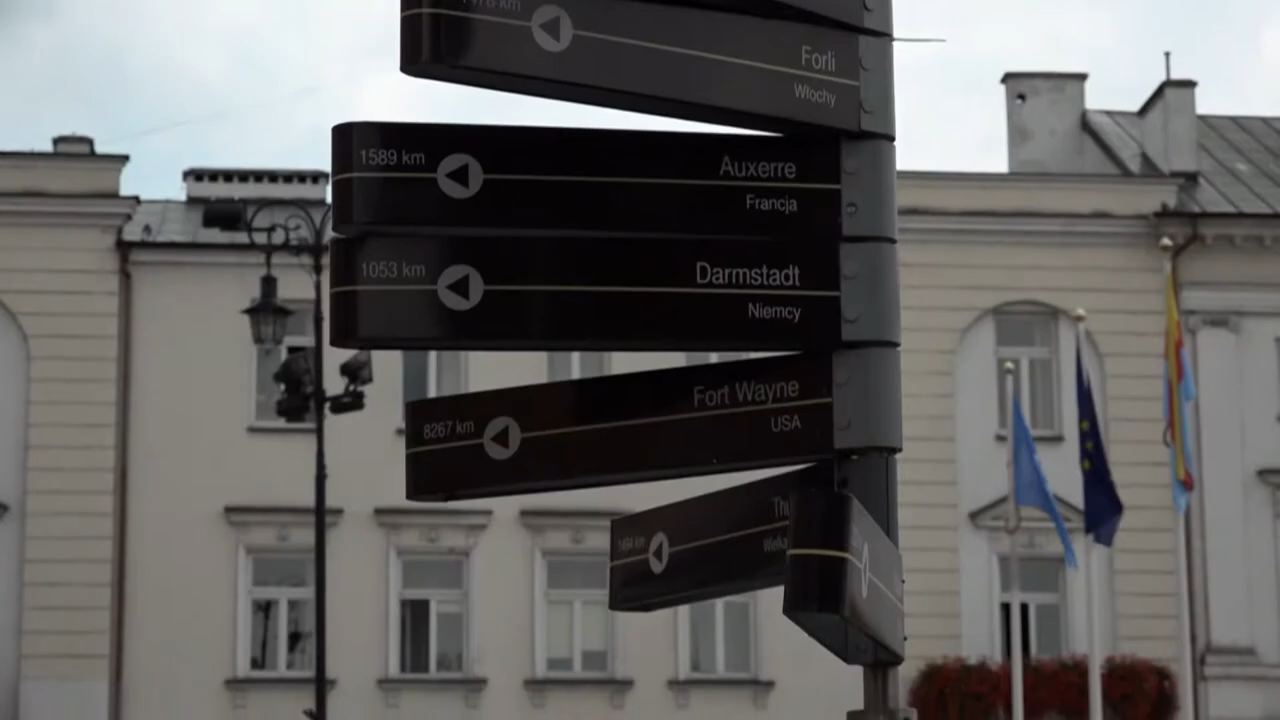 Forli
Włochy
1589 km
Auxerre
Francja
1053 km
Darmstadt
Niemcy
8267 km
Fort Wayne
USA